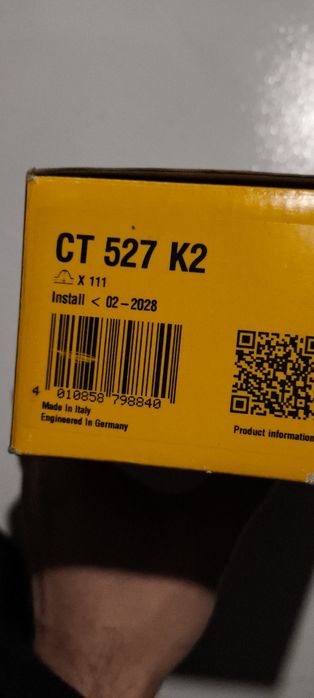 CT 527 K2
X 111
Install < 02-2028
4 010858 798840
Made in Italy
Engineered in Germany
Product information